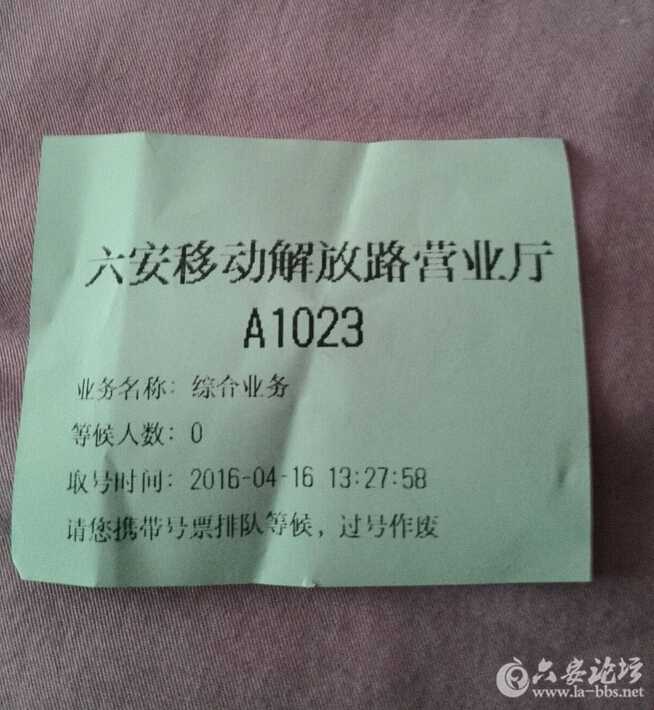 六安移动解放路营业厅
A1023
业务名称：综合业务
等候人数：0
取号时间：2016-04-16 13:27:58
请您携带号票排队等候，过号作废
六安论坛
www.la-bbs.net